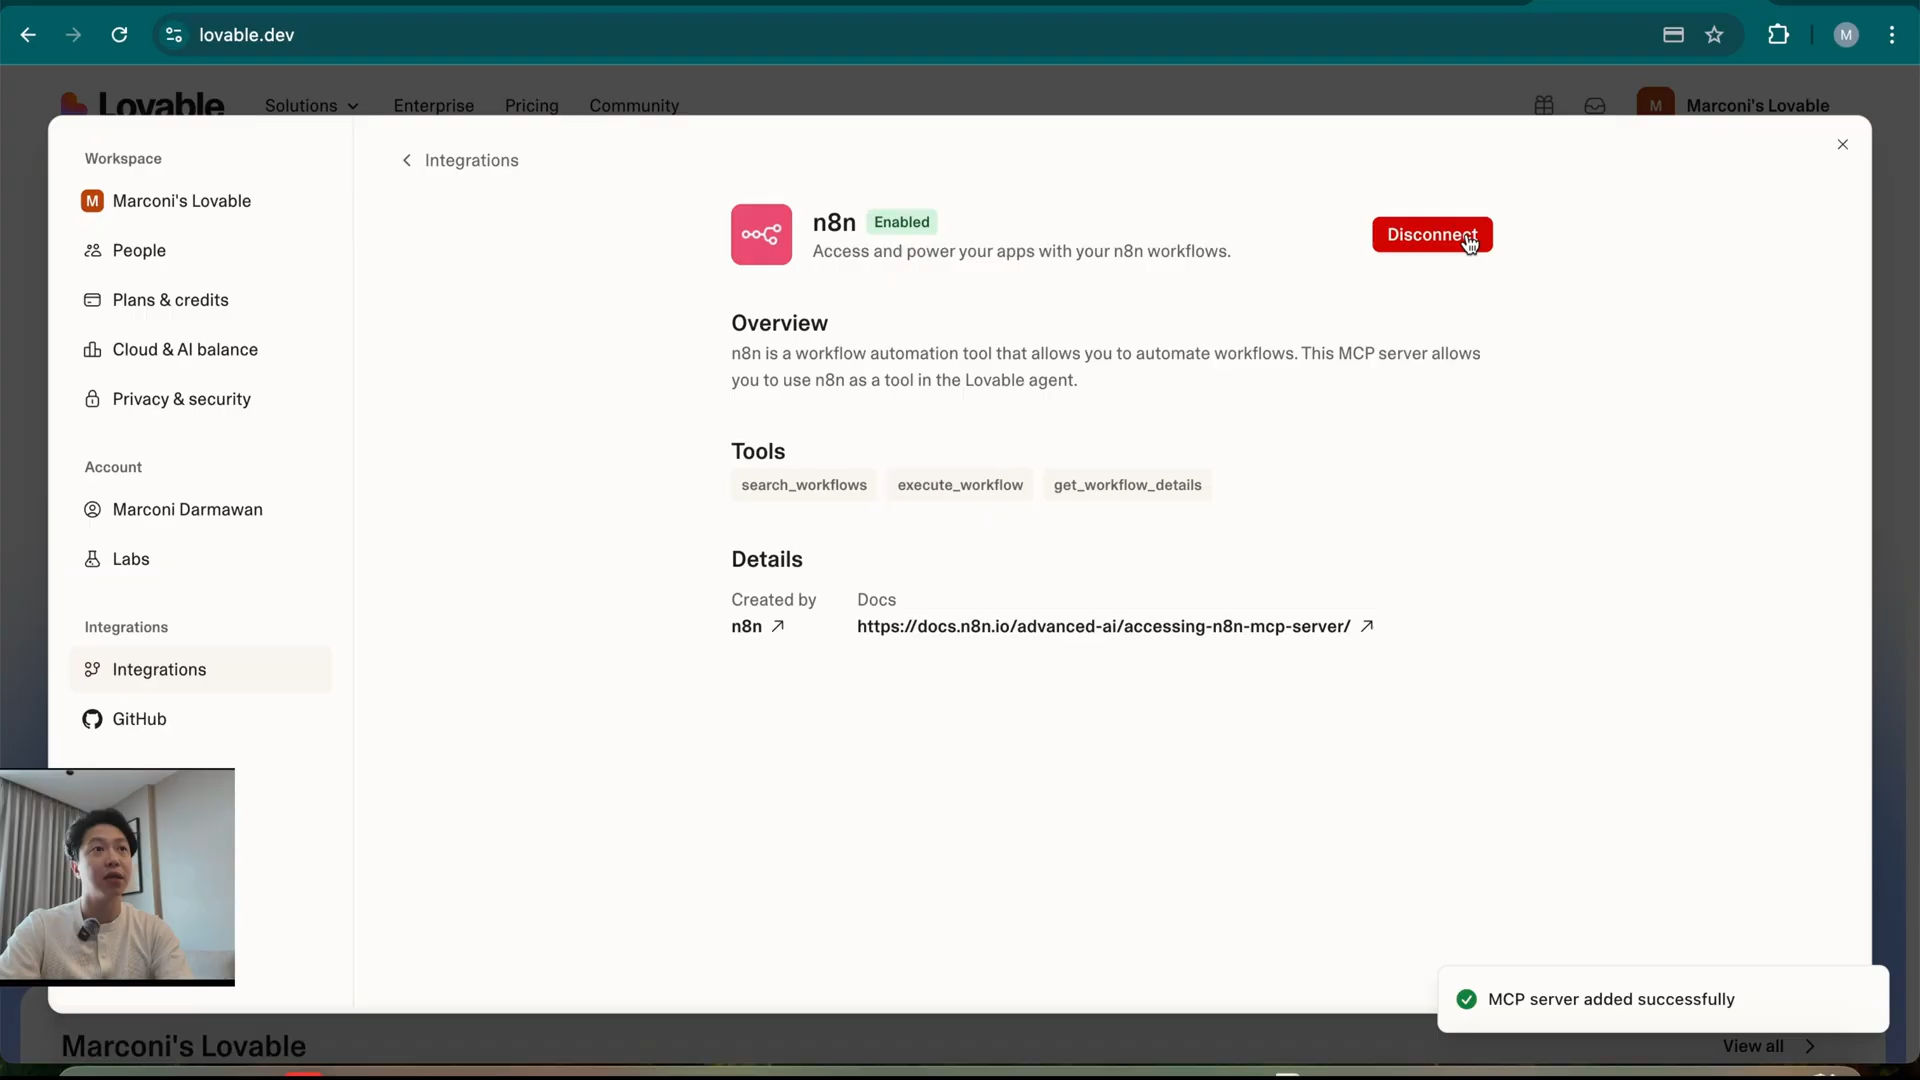 lovable.dev
M
Lovable
Solutions
Enterprise
Pricing
Community
M
Marconi's Lovable
Workspace
M
Marconi's Lovable
People
Plans & credits
Cloud & AI balance
Privacy & security
Account
Marconi Darmawan
Labs
Integrations
Integrations
GitHub
Integrations
n8n
Enabled
Access and power your apps with your n8n workflows.
Disconnect
Overview
n8n is a workflow automation tool that allows you to automate workflows. This MCP server allows
you to use n8n as a tool in the Lovable agent.
Tools
search_workflows
execute_workflow
get_workflow_details
Details
Created by
Docs
n8n
https://docs.n8n.io/advanced-ai/accessing-n8n-mcp-server/
MCP server added successfully
Marconi's Lovable
View all